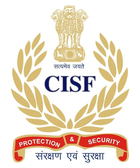 सत्यमेव जयते
CISF
PROTECTION & SECURITY
संरक्षण एवं सुरक्षा